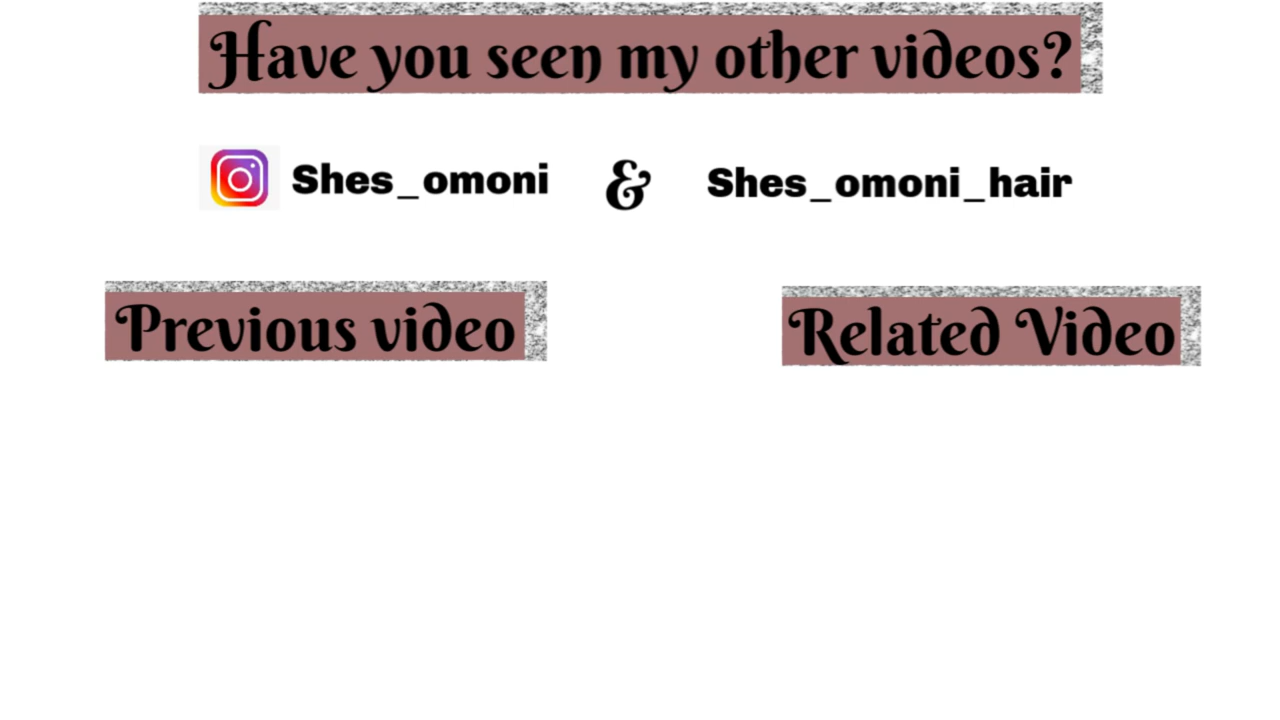 Have you seen my other videos?
Shes_omoni & Shes_omoni_hair
Previous video
Related Video